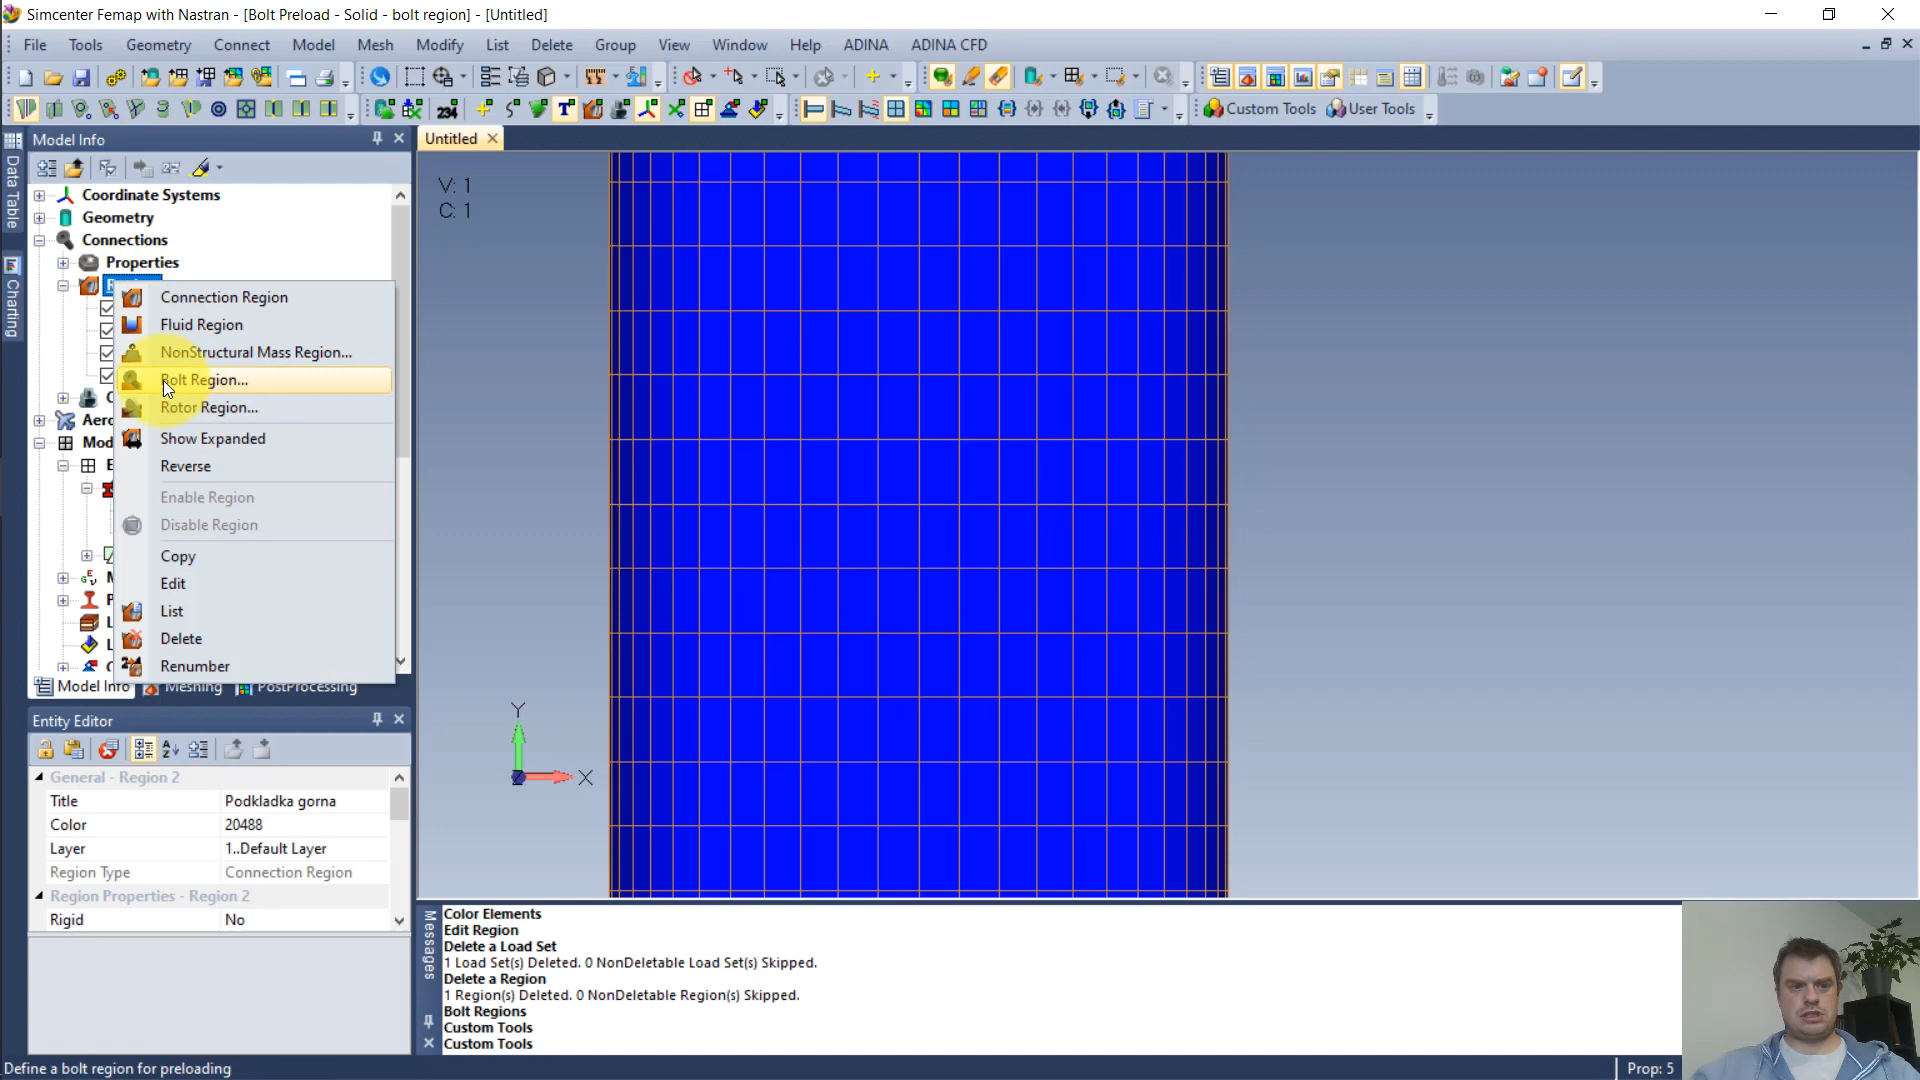 Simcenter Femap with Nastran - [Bolt Preload - Solid - bolt region] - [Untitled]
File Tools Geometry Connect Model Mesh Modify List Delete Group View Window Help ADINA ADINA CFD
234
T
Custom Tools User Tools
Model Info
Untitled
Data Table
Charting
Coordinate Systems
Geometry
Connections
Properties
Connection Region
Fluid Region
NonStructural Mass Region...
Bolt Region...
Rotor Region...
Show Expanded
Reverse
Enable Region
Disable Region
Copy
Edit
List
Delete
Renumber
Model Info Meshing PostProcessing
V: 1
C: 1
Y
X
Z
Entity Editor
General - Region 2
Title Podkladka gorna
Color 20488
Layer 1..Default Layer
Region Type Connection Region
Region Properties - Region 2
Rigid No
Messages
Color Elements
Edit Region
Delete a Load Set
1 Load Set(s) Deleted. 0 NonDeletable Load Set(s) Skipped.
Delete a Region
1 Region(s) Deleted. 0 NonDeletable Region(s) Skipped.
Bolt Regions
Custom Tools
Custom Tools
Define a bolt region for preloading
Prop: 5